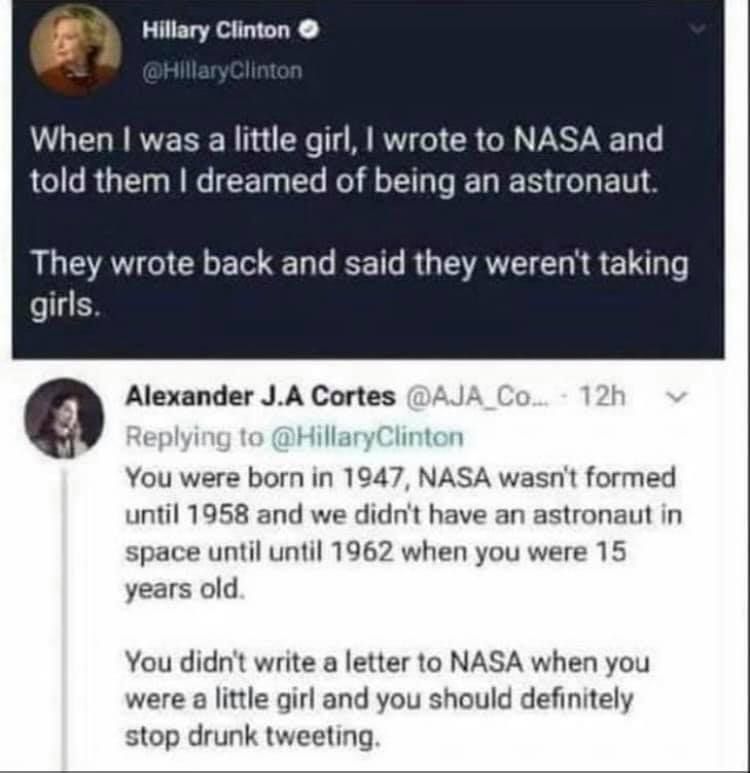 Hillary Clinton
@HillaryClinton
When I was a little girl, I wrote to NASA and
told them I dreamed of being an astronaut.
They wrote back and said they weren't taking
girls.
Alexander J.A Cortes @AJA_Co... · 12h
Replying to @HillaryClinton
You were born in 1947, NASA wasn't formed
until 1958 and we didn't have an astronaut in
space until until 1962 when you were 15
years old.
You didn't write a letter to NASA when you
were a little girl and you should definitely
stop drunk tweeting.